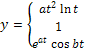 y = { at² ln t
1
e^{at} cos bt